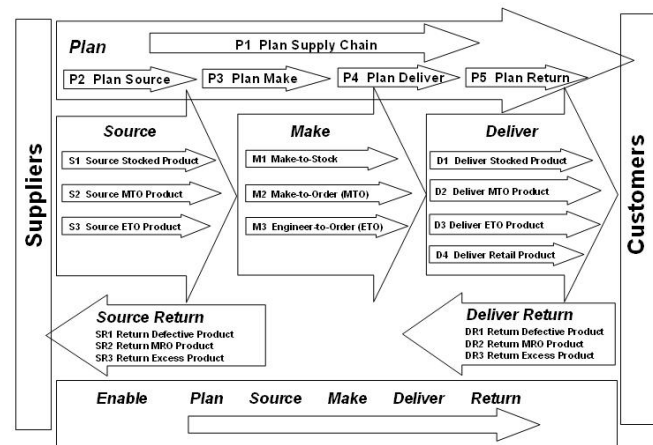 Suppliers
Plan
P1 Plan Supply Chain
P2 Plan Source
P3 Plan Make
P4 Plan Deliver
P5 Plan Return
Source
S1 Source Stocked Product
S2 Source MTO Product
S3 Source ETO Product
Make
M1 Make-to-Stock
M2 Make-to-Order (MTO)
M3 Engineer-to-Order (ETO)
Deliver
D1 Deliver Stocked Product
D2 Deliver MTO Product
D3 Deliver ETO Product
D4 Deliver Retail Product
Customers
Source Return
SR1 Return Defective Product
SR2 Return MRO Product
SR3 Return Excess Product
Deliver Return
DR1 Return Defective Product
DR2 Return MRO Product
DR3 Return Excess Product
Enable Plan Source Make Deliver Return